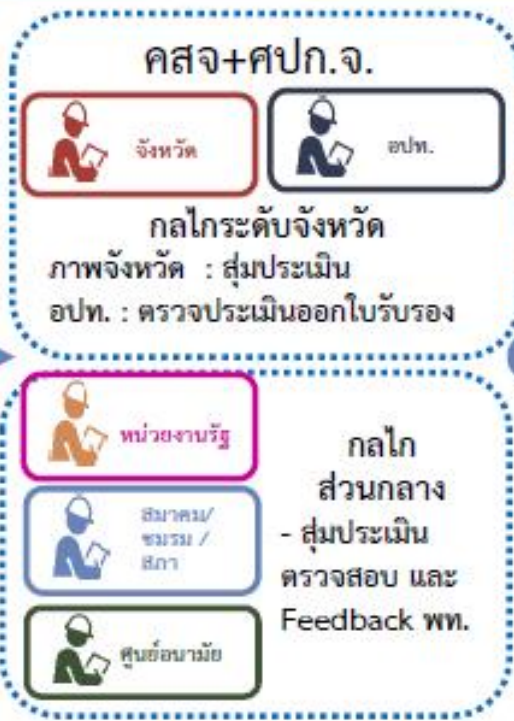 คสจ+ศปก.จ.
จังหวัด
อปท.
กลไกระดับจังหวัด
ภาพจังหวัด : สุ่มประเมิน
อปท. : ตรวจประเมินออกใบรับรอง
หน่วยงานรัฐ
สมาคม/
ชมรม /
สภา
ศูนย์อนามัย
กลไก
ส่วนกลาง
- สุ่มประเมิน
ตรวจสอบ และ
Feedback พท.